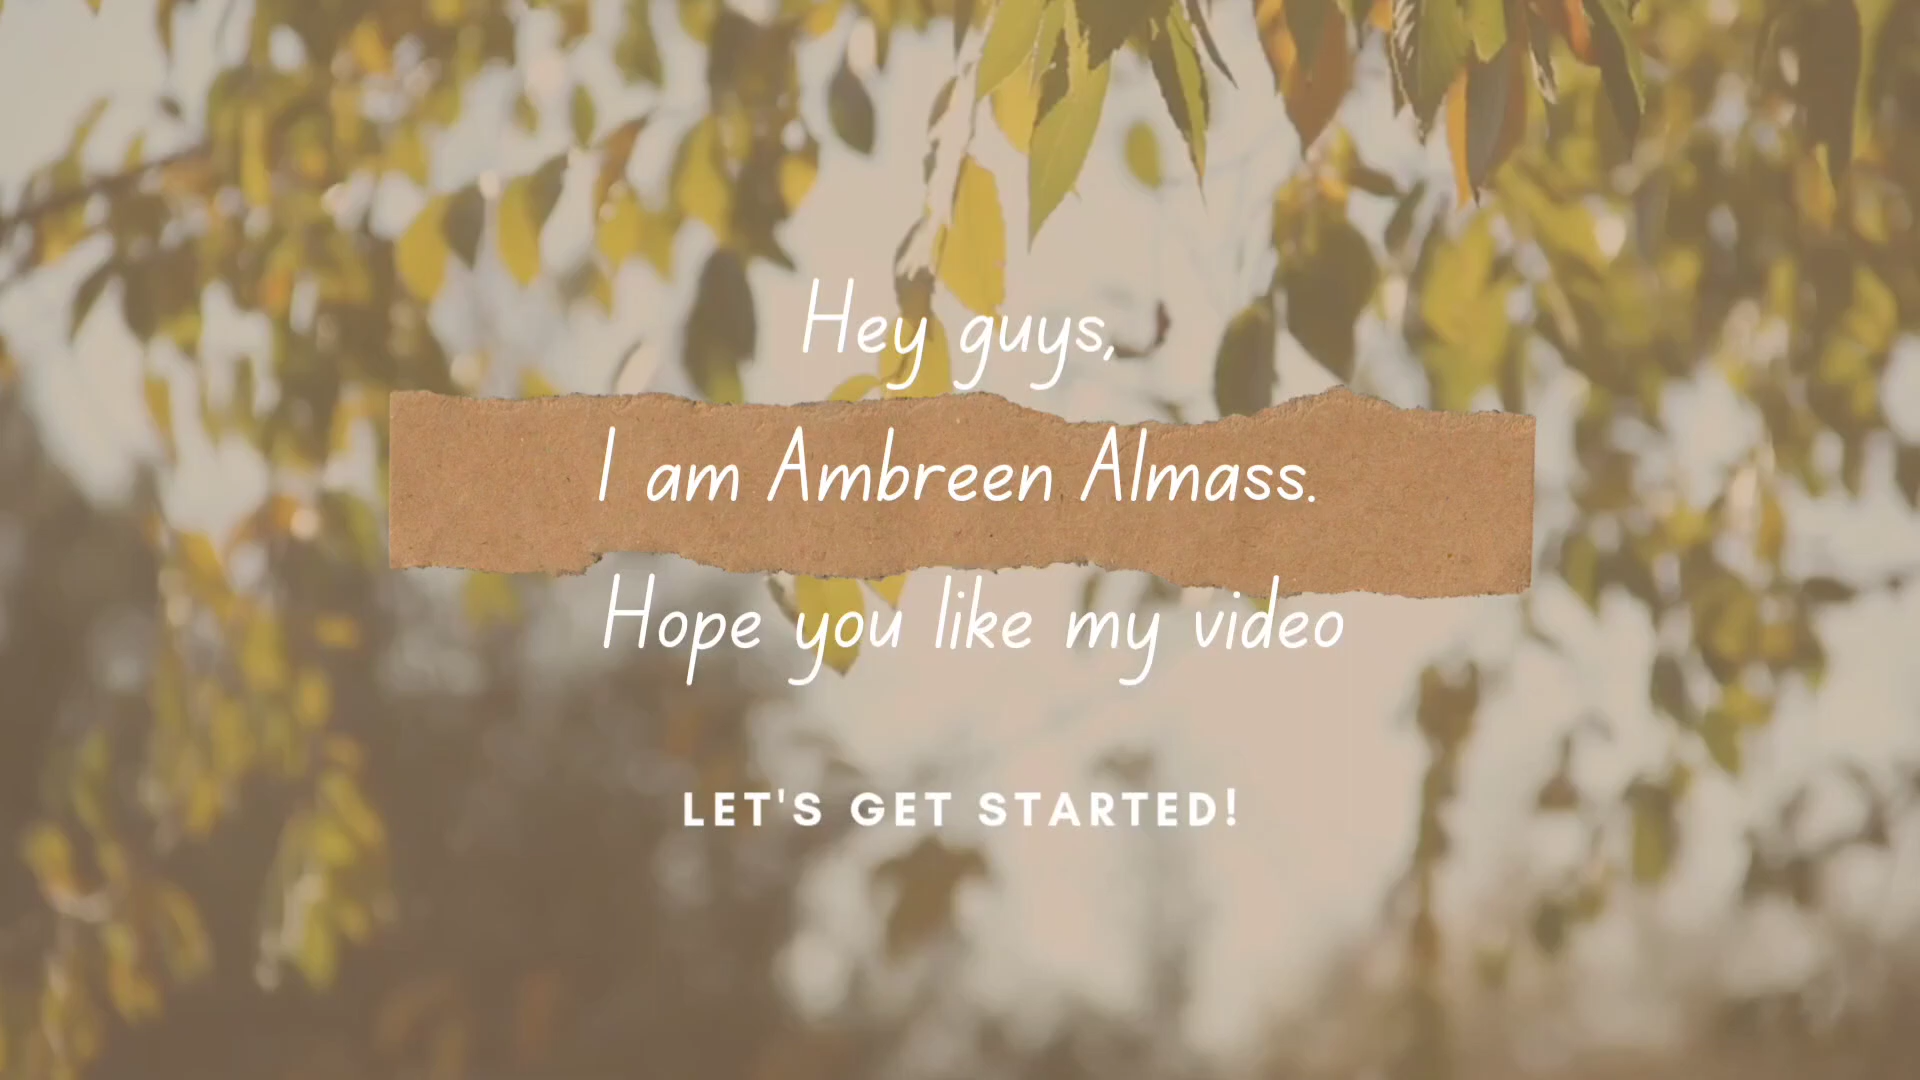 Hey guys,
I am Ambreen Almass.
Hope you like my video
LET'S GET STARTED!